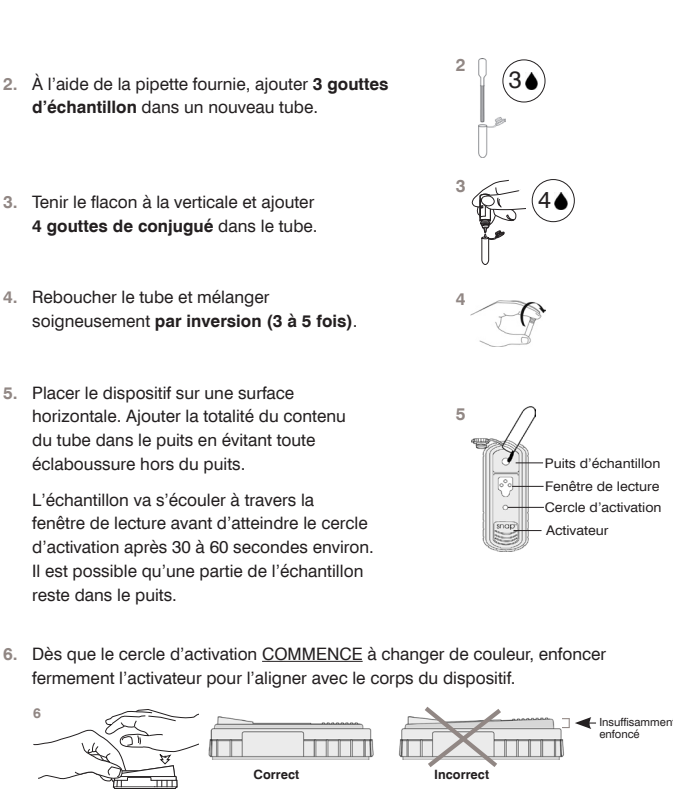 2. À l'aide de la pipette fournie, ajouter 3 gouttes
d'échantillon dans un nouveau tube.
2
3
3. Tenir le flacon à la verticale et ajouter
4 gouttes de conjugué dans le tube.
3
4
4. Reboucher le tube et mélanger
soigneusement par inversion (3 à 5 fois).
4
5. Placer le dispositif sur une surface
horizontale. Ajouter la totalité du contenu
du tube dans le puits en évitant toute
éclaboussure hors du puits.
L'échantillon va s'écouler à travers la
fenêtre de lecture avant d'atteindre le cercle
d'activation après 30 à 60 secondes environ.
Il est possible qu'une partie de l'échantillon
reste dans le puits.
5
Puits d'échantillon
Fenêtre de lecture
Cercle d'activation
Activateur
snap
6. Dès que le cercle d'activation COMMENCE à changer de couleur, enfoncer
fermement l'activateur pour l'aligner avec le corps du dispositif.
6
Correct
Incorrect
Insuffisammen
enfoncé